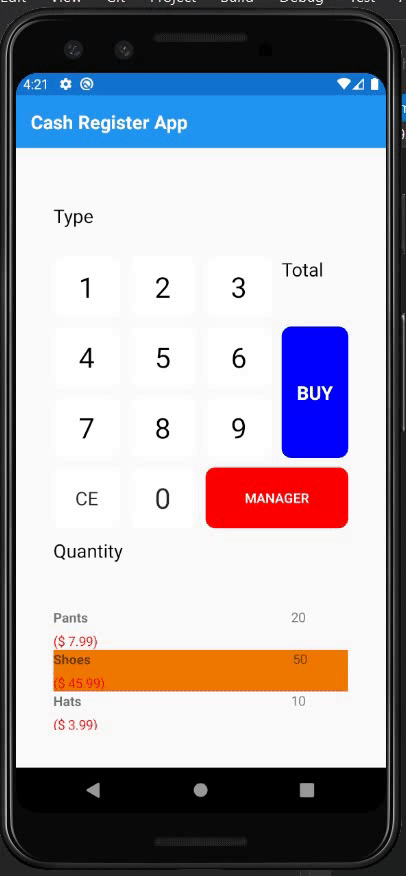 Edit View Git Project Build Debug Test
4:21
Cash Register App
Type
1 2 3
Total
4 5 6
BUY
7 8 9
CE 0 MANAGER
Quantity
Pants 20
($ 7.99)
Shoes 50
($ 45.99)
Hats 10
($ 3.99)